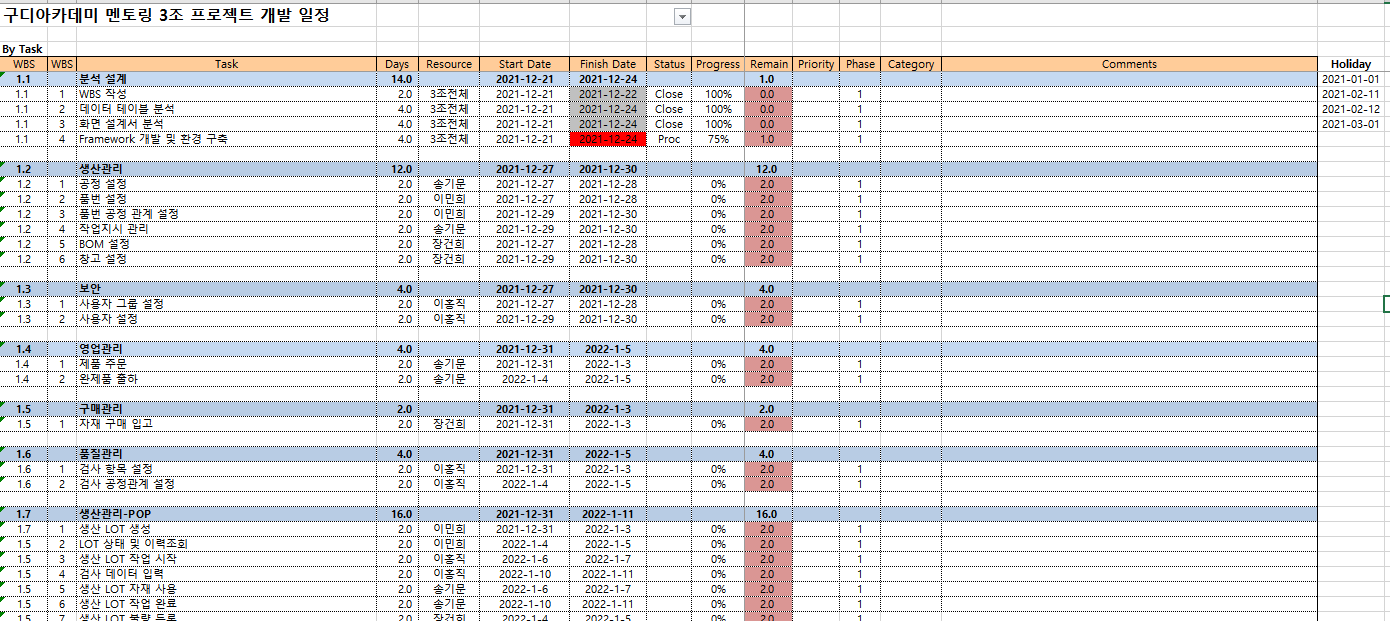 구디아카데미 멘토링 3조 프로젝트 개발 일정
By Task
WBS WBS Task Days Resource Start Date Finish Date Status Progress Remain Priority Phase Category Comments Holiday
1.1 분석 설계 14.0 2021-12-21 2021-12-24 1.0 2021-01-01
1.1 1 WBS 작성 2.0 3조전체 2021-12-21 2021-12-22 Close 100% 0.0 1 2021-02-11
1.1 2 데이터 테이블 분석 4.0 3조전체 2021-12-21 2021-12-24 Close 100% 0.0 1 2021-02-12
1.1 3 화면 설계서 분석 4.0 3조전체 2021-12-21 2021-12-24 Close 100% 0.0 1 2021-03-01
1.1 4 Framework 개발 및 환경 구축 4.0 3조전체 2021-12-21 2021-12-24 Proc 75% 1.0 1
1.2 생산관리 12.0 2021-12-27 2021-12-30 12.0
1.2 1 공정 설정 2.0 송기문 2021-12-27 2021-12-28 0% 2.0 1
1.2 2 품번 설정 2.0 이민희 2021-12-27 2021-12-28 0% 2.0 1
1.2 3 품번 공정 관계 설정 2.0 이민희 2021-12-29 2021-12-30 0% 2.0 1
1.2 4 작업지시 관리 2.0 송기문 2021-12-29 2021-12-30 0% 2.0 1
1.2 5 BOM 설정 2.0 장건희 2021-12-27 2021-12-28 0% 2.0 1
1.2 6 창고 설정 2.0 장건희 2021-12-29 2021-12-30 0% 2.0 1
1.3 보안 4.0 2021-12-27 2021-12-30 4.0
1.3 1 사용자 그룹 설정 2.0 이홍직 2021-12-27 2021-12-28 0% 2.0 1
1.3 2 사용자 설정 2.0 이홍직 2021-12-29 2021-12-30 0% 2.0 1
1.4 영업관리 4.0 2021-12-31 2022-1-5 4.0
1.4 1 제품 주문 2.0 송기문 2021-12-31 2022-1-3 0% 2.0 1
1.4 2 완제품 출하 2.0 송기문 2022-1-4 2022-1-5 0% 2.0 1
1.5 구매관리 2.0 2021-12-31 2022-1-3 2.0
1.5 1 자재 구매 입고 2.0 장건희 2021-12-31 2022-1-3 0% 2.0 1
1.6 품질관리 4.0 2021-12-31 2022-1-5 4.0
1.6 1 검사 항목 설정 2.0 이홍직 2021-12-31 2022-1-3 0% 2.0 1
1.6 2 검사 공정관계 설정 2.0 이홍직 2022-1-4 2022-1-5 0% 2.0 1
1.7 생산관리-POP 16.0 2021-12-31 2022-1-11 16.0
1.7 1 생산 LOT 생성 2.0 이민희 2021-12-31 2022-1-3 0% 2.0 1
1.5 2 LOT 상태 및 이력조회 2.0 이민희 2022-1-4 2022-1-5 0% 2.0 1
1.5 3 생산 LOT 작업 시작 2.0 이홍직 2022-1-6 2022-1-7 0% 2.0 1
1.5 4 검사 데이터 입력 2.0 이홍직 2022-1-10 2022-1-11 0% 2.0 1
1.5 5 생산 LOT 자재 사용 2.0 송기문 2022-1-6 2022-1-7 0% 2.0 1
1.5 6 생산 LOT 작업 완료 2.0 송기문 2022-1-10 2022-1-11 0% 2.0 1
1.5 7 생산 LOT 불량 등록 2.0 장건희 2022-1-4 2022-1-5 0% 2.0 1